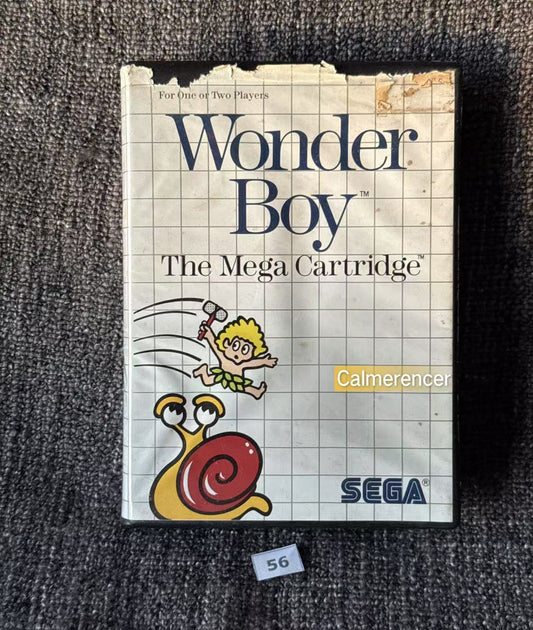 For One or Two Players
Wonder
Boy™
The Mega Cartridge™
Calmerencer
SEGA®
56